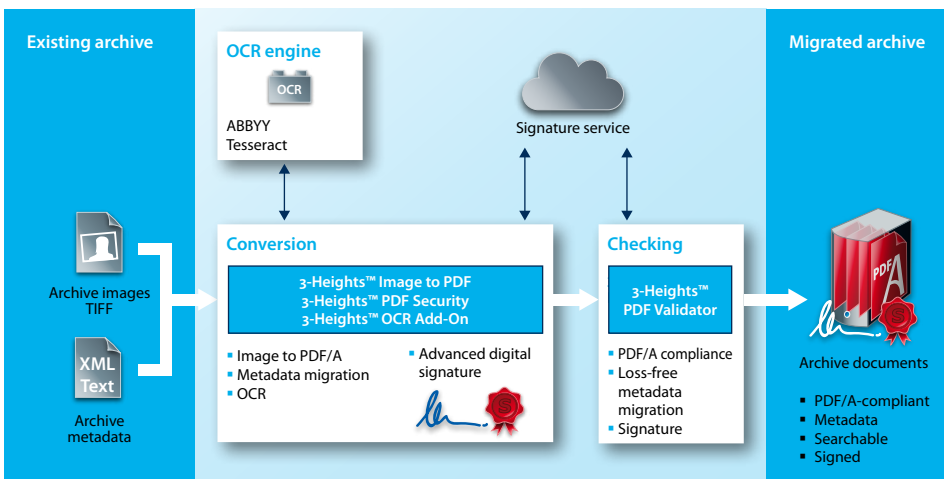 Existing archive
Archive images
TIFF
XML
Text
Archive
metadata
OCR engine
OCR
ABBYY
Tesseract
Signature service
Conversion
3-Heights™ Image to PDF
3-Heights™ PDF Security
3-Heights™ OCR Add-On
▪ Image to PDF/A
▪ Metadata migration
▪ OCR
▪ Advanced digital
signature
S
Checking
3-Heights™
PDF Validator
▪ PDF/A compliance
▪ Loss-free
metadata
migration
▪ Signature
Migrated archive
PDF/A
S
Archive documents
▪ PDF/A-compliant
▪ Metadata
▪ Searchable
▪ Signed